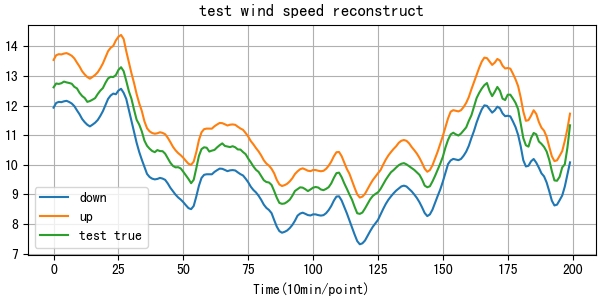 test wind speed reconstruct
14
13
12
11
10
9
8
7
down
up
test true
0 25 50 75 100 125 150 175 200
Time(10min/point)